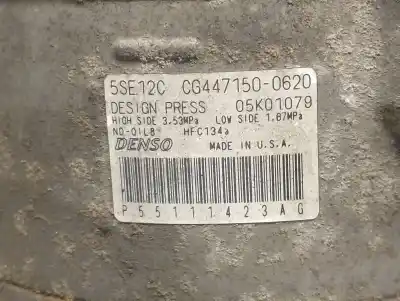 5SE12C CG447150-0620
DESIGN PRESS 05K01079
HIGH SIDE 3.53MPa LOW SIDE 1.87MPa
ND-OIL8 HFC134a
DENSO MADE IN U.S.A.
P55111423AG